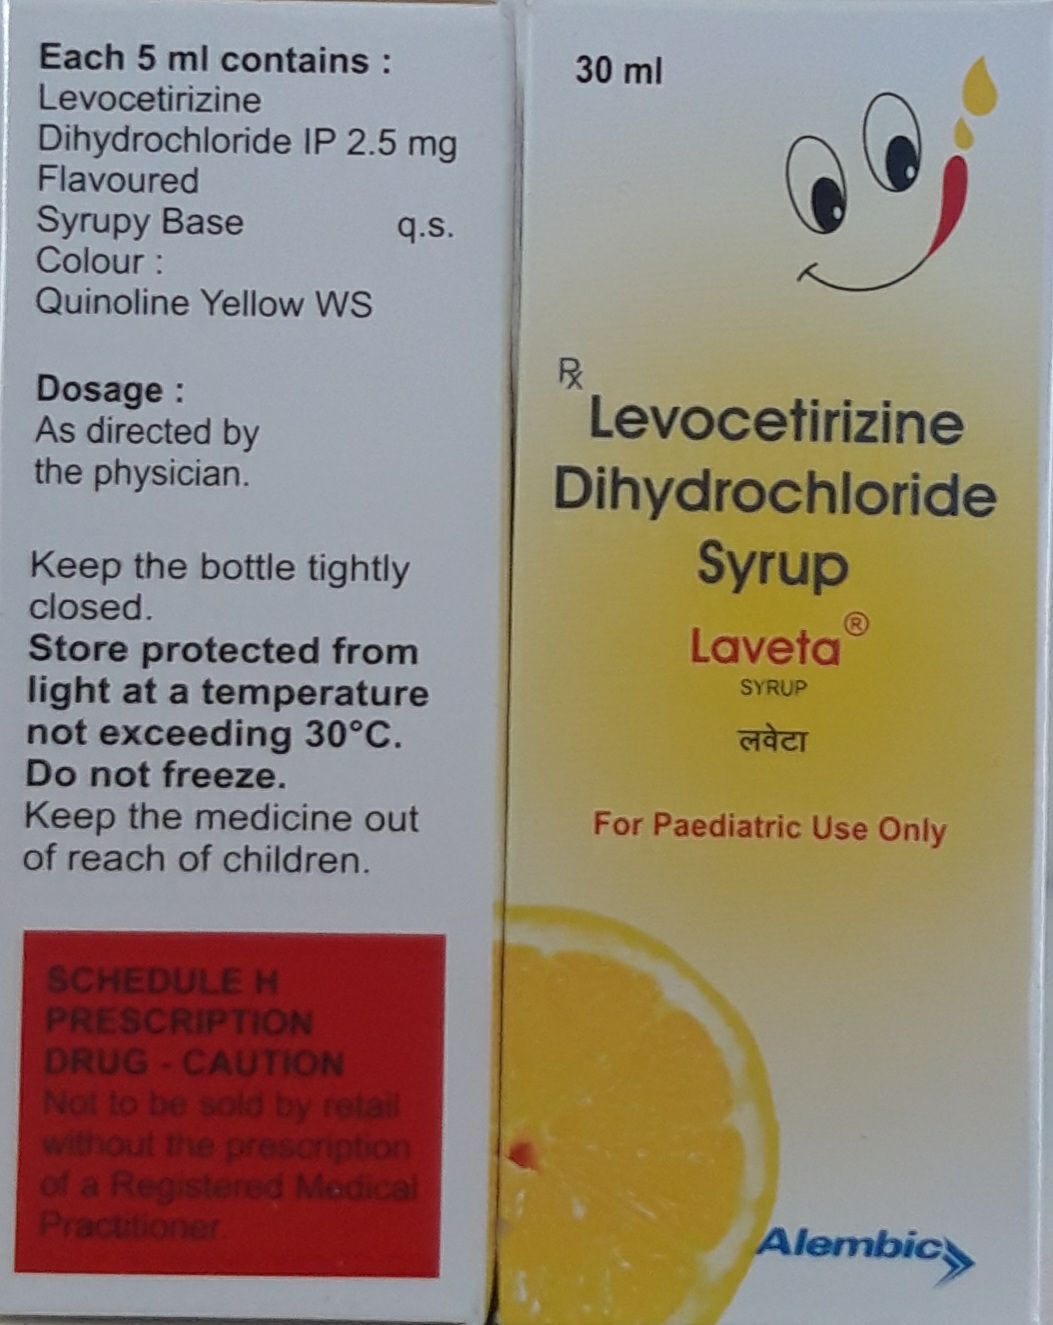 Each 5 ml contains :
Levocetirizine
Dihydrochloride IP 2.5 mg
Flavoured
Syrupy Base q.s.
Colour :
Quinoline Yellow WS
Dosage :
As directed by
the physician.
Keep the bottle tightly
closed.
Store protected from
light at a temperature
not exceeding 30°C.
Do not freeze.
Keep the medicine out
of reach of children.
SCHEDULE H
PRESCRIPTION
DRUG - CAUTION
Not to be sold by retail
without the prescription
of a Registered Medical
Practitioner.
30 ml
Rx
Levocetirizine
Dihydrochloride
Syrup
Laveta®
SYRUP
लवेटा
For Paediatric Use Only
Alembic